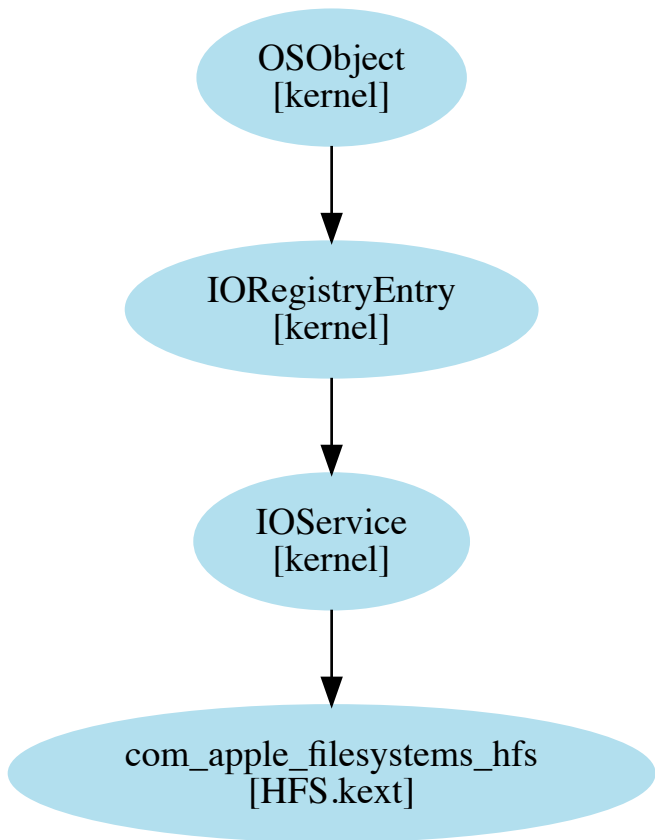 OSObject
[kernel]
IORegistryEntry
[kernel]
IOService
[kernel]
com_apple_filesystems_hfs
[HFS.kext]